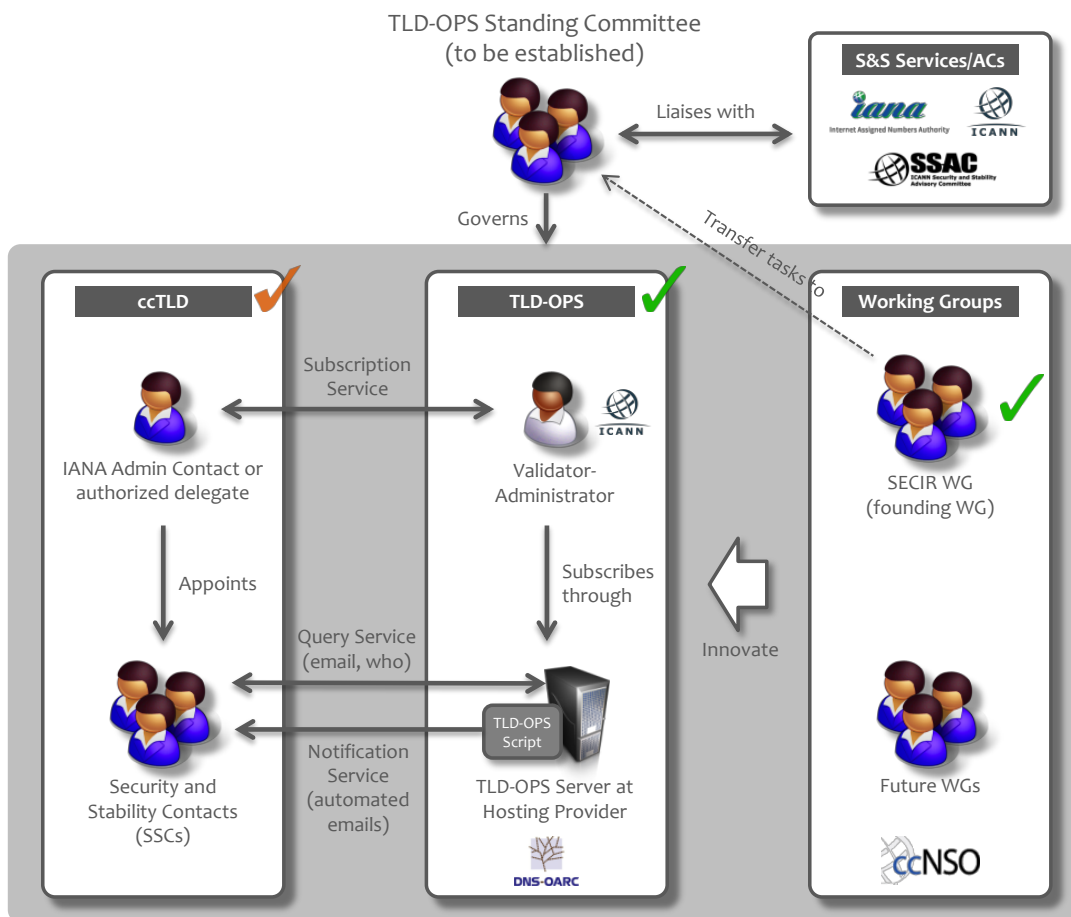 TLD-OPS Standing Committee
(to be established)
S&S Services/ACs
iana
Internet Assigned Numbers Authority
ICANN
SSAC
ICANN Security and Stability
Advisory Committee
Liaises with
Governs
Transfer tasks to
ccTLD
TLD-OPS
Working Groups
Subscription
Service
ICANN
IANA Admin Contact or
authorized delegate
Validator-
Administrator
SECIR WG
(founding WG)
Appoints
Subscribes
through
Innovate
Query Service
(email, who)
TLD-OPS
Script
Notification
Service
(automated
emails)
Security and
Stability Contacts
(SSCs)
TLD-OPS Server at
Hosting Provider
Future WGs
DNS-OARC
ccNSO